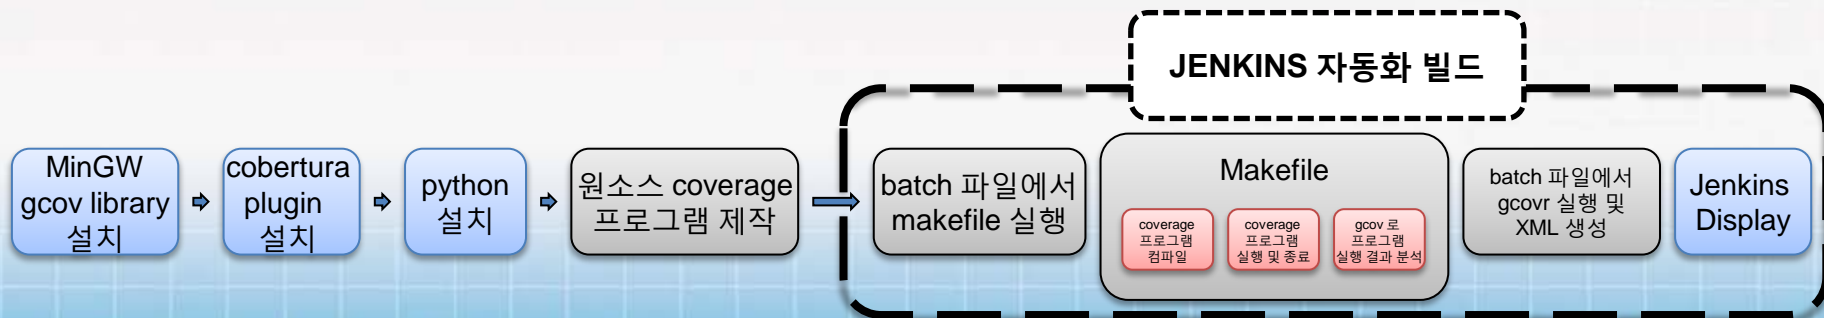 JENKINS 자동화 빌드
MinGW
gcov library
설치
cobertura
plugin
설치
python
설치
원소스 coverage
프로그램 제작
batch 파일에서
makefile 실행
Makefile
coverage
프로그램
컴파일
coverage
프로그램
실행 및 종료
gcov 로
프로그램
실행 결과 분석
batch 파일에서
gcovr 실행 및
XML 생성
Jenkins
Display